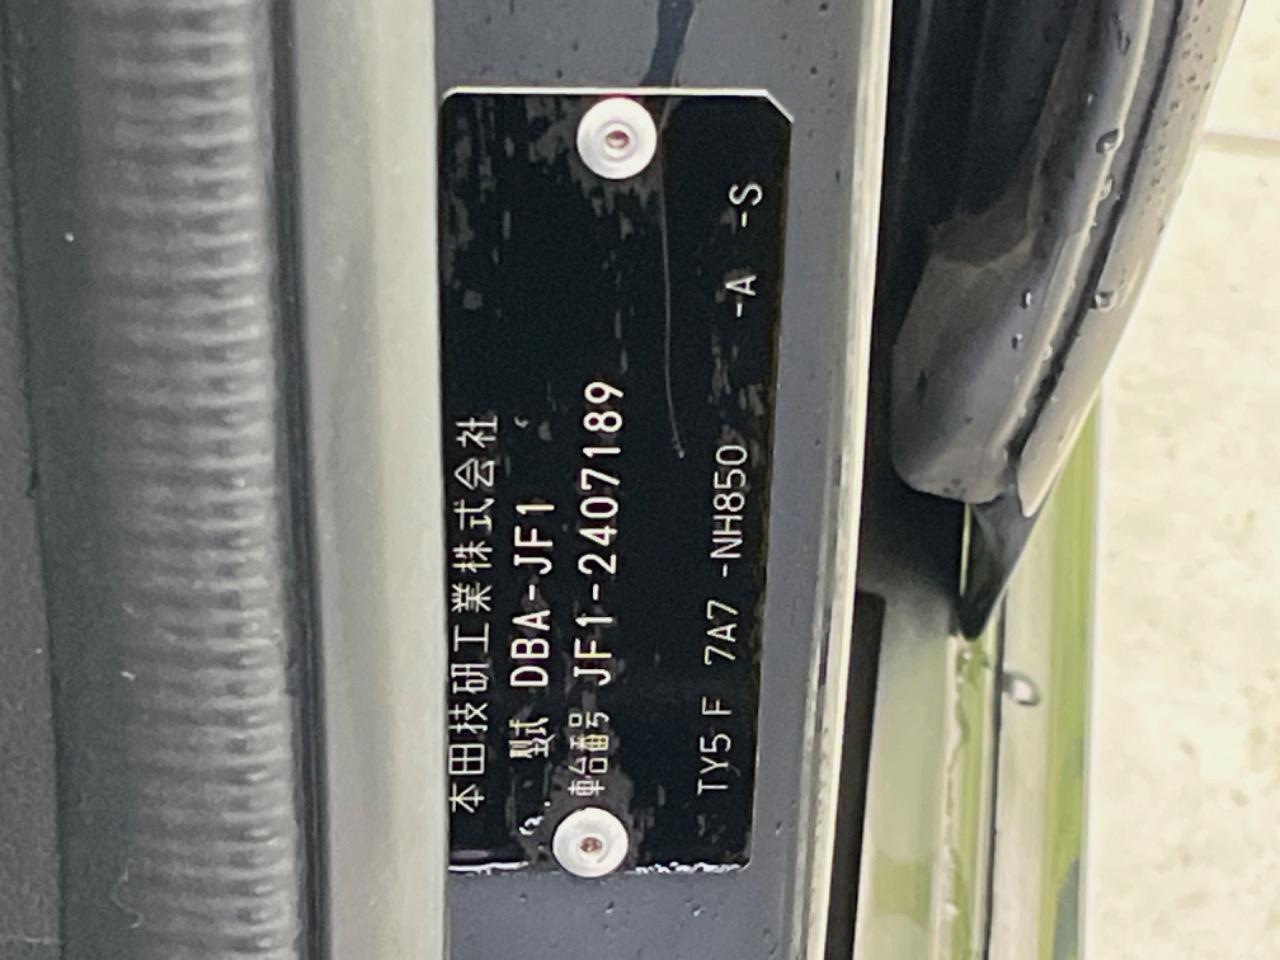 本田技研工業株式会社
型式 DBA-JF1
車台番号 JF1-2407189
TY5F 7A7 -NH850 -A -S